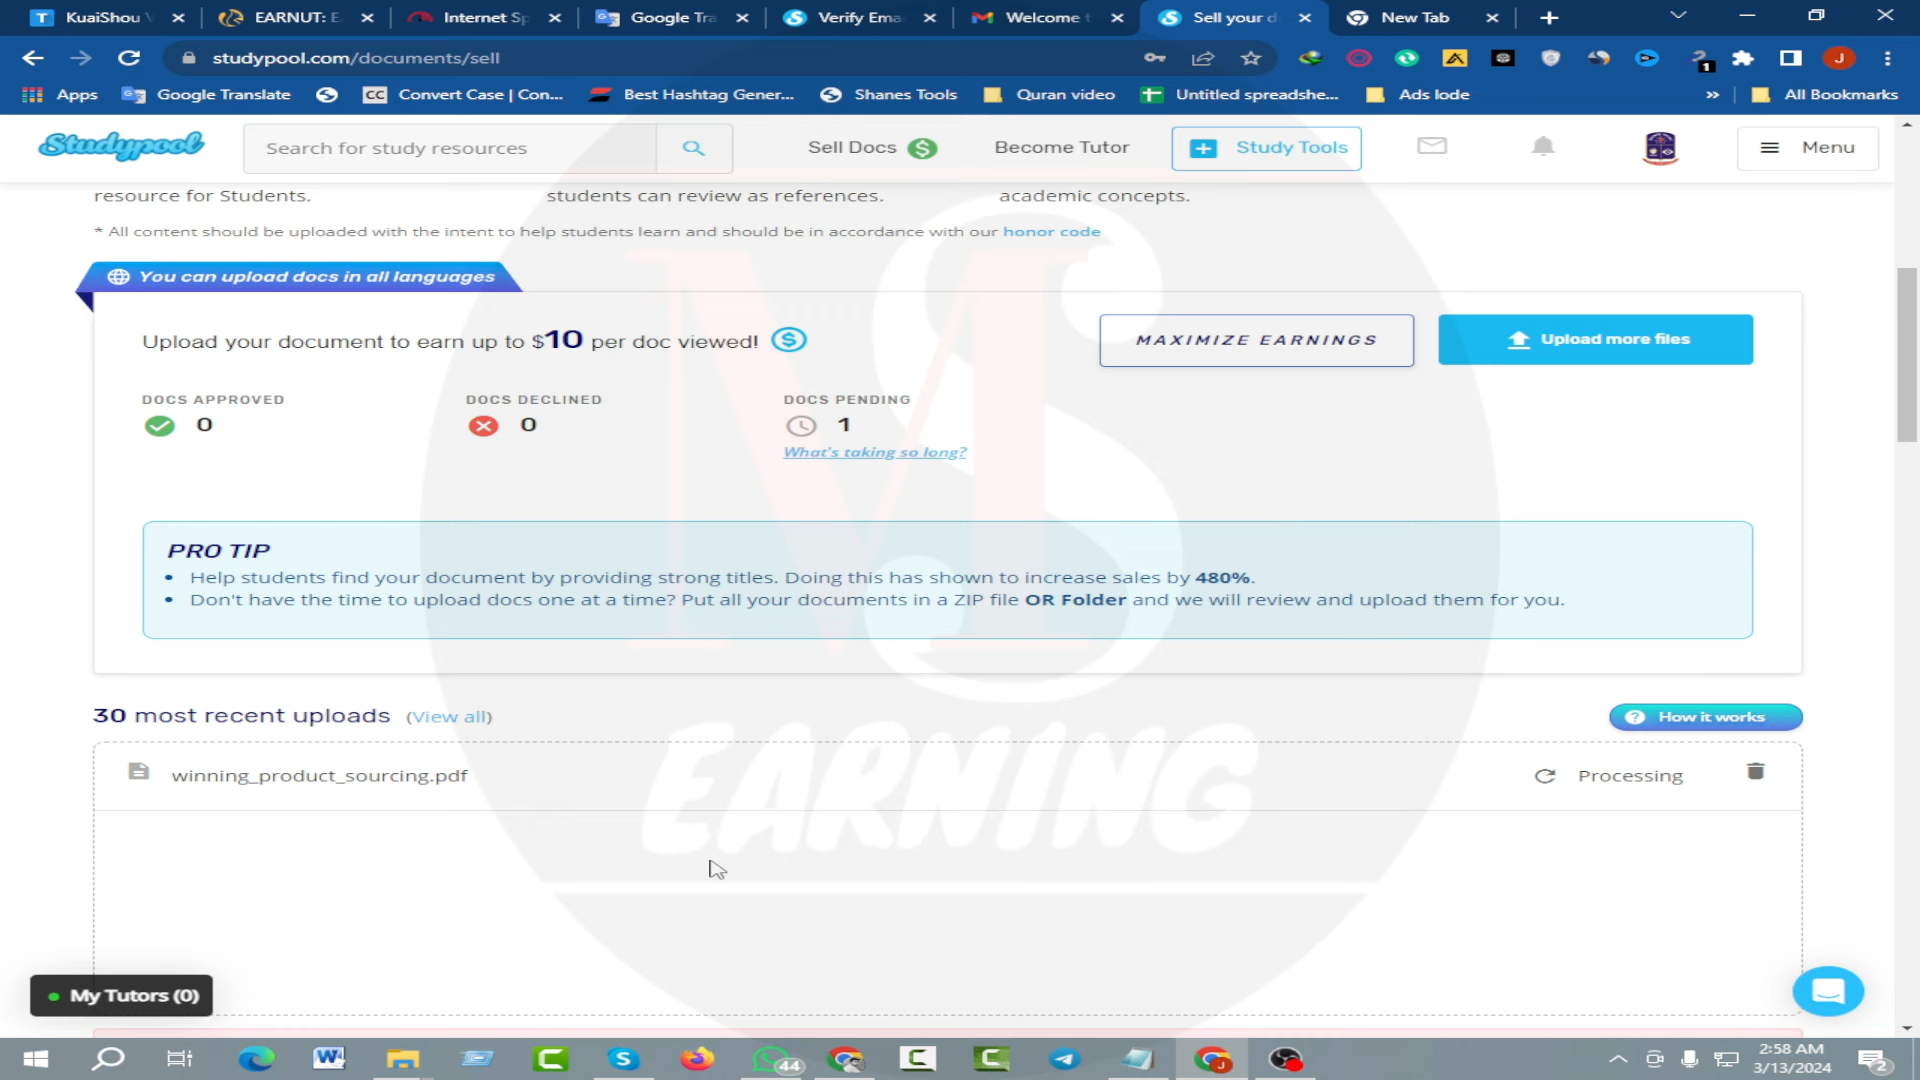 KuaiShou
EARNUT: E
Internet Sp
Google Tra
Verify Ema
Welcome t
Sell your d
New Tab
studypool.com/documents/sell
Apps
Google Translate
Convert Case | Con...
Best Hashtag Gener...
Shanes Tools
Quran video
Untitled spreadshe...
Ads lode
All Bookmarks
Studypool
Search for study resources
Sell Docs
Become Tutor
Study Tools
Menu
resource for Students.
students can review as references.
academic concepts.
* All content should be uploaded with the intent to help students learn and should be in accordance with our honor code
You can upload docs in all languages
Upload your document to earn up to $10 per doc viewed!
MAXIMIZE EARNINGS
Upload more files
DOCS APPROVED
0
DOCS DECLINED
0
DOCS PENDING
1
What's taking so long?
PRO TIP
• Help students find your document by providing strong titles. Doing this has shown to increase sales by 480%.
• Don't have the time to upload docs one at a time? Put all your documents in a ZIP file OR Folder and we will review and upload them for you.
30 most recent uploads (View all)
How it works
winning_product_sourcing.pdf
Processing
MS
EARNING
My Tutors (0)
44
2:58 AM
3/13/2024
2